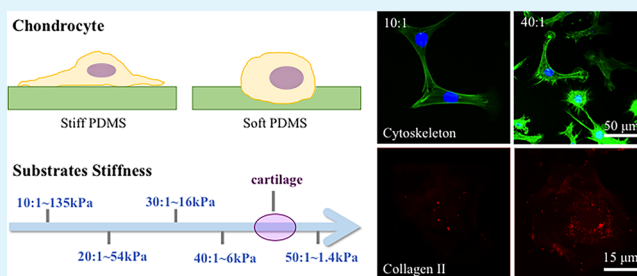 Chondrocyte
Stiff PDMS
Soft PDMS
Substrates Stiffness
cartilage
10:1~135kPa
30:1~16kPa
20:1~54kPa
40:1~6kPa
50:1~1.4kPa
10:1
40:1
Cytoskeleton
50 μm
Collagen II
15 μm